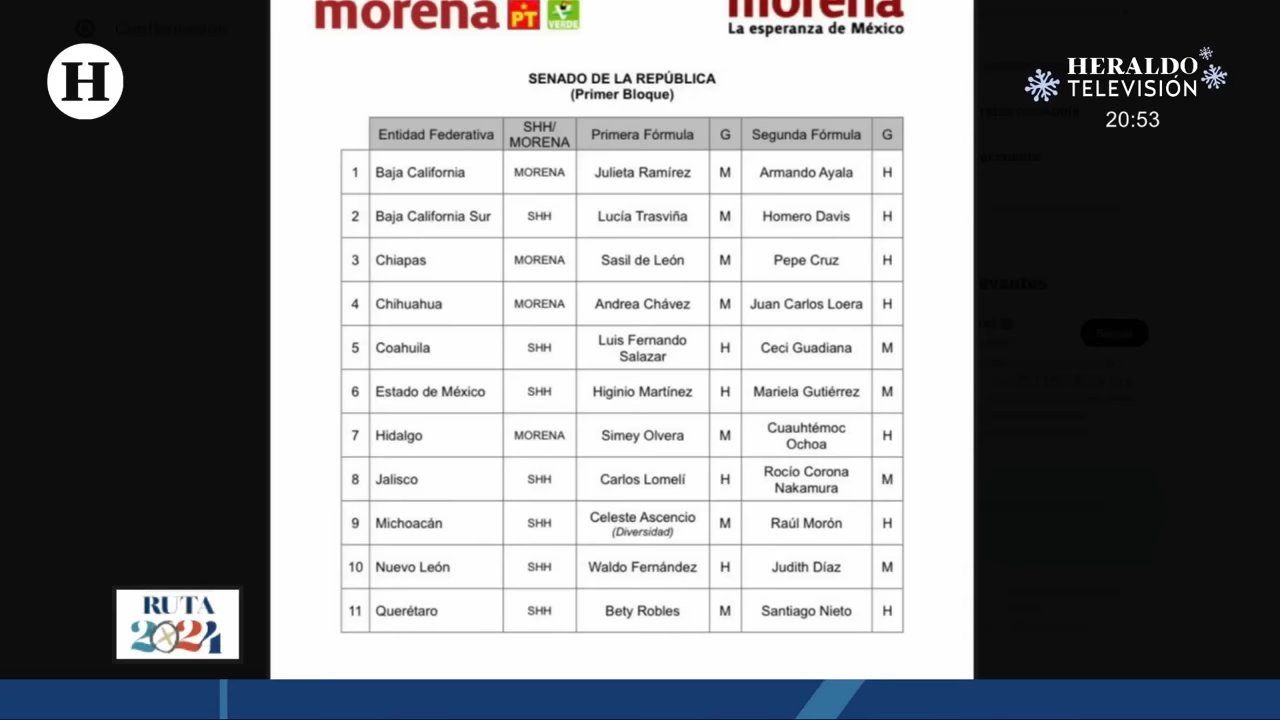 morena PT VERDE
morena
La esperanza de México
H
HERALDO
TELEVISIÓN
20:53
SENADO DE LA REPÚBLICA
(Primer Bloque)
Entidad Federativa SHH/ MORENA Primera Fórmula G Segunda Fórmula G
1 Baja California MORENA Julieta Ramírez M Armando Ayala H
2 Baja California Sur SHH Lucía Trasviña M Homero Davis H
3 Chiapas MORENA Sasil de León M Pepe Cruz H
4 Chihuahua MORENA Andrea Chávez M Juan Carlos Loera H
5 Coahuila SHH Luis Fernando Salazar H Ceci Guadiana M
6 Estado de México SHH Higinio Martínez H Mariela Gutiérrez M
7 Hidalgo MORENA Simey Olvera M Cuauhtémoc Ochoa H
8 Jalisco SHH Carlos Lomelí H Rocío Corona Nakamura M
9 Michoacán SHH Celeste Ascencio (Diversidad) M Raúl Morón H
10 Nuevo León SHH Waldo Fernández H Judith Díaz M
11 Querétaro SHH Bety Robles M Santiago Nieto H
RUTA
2024